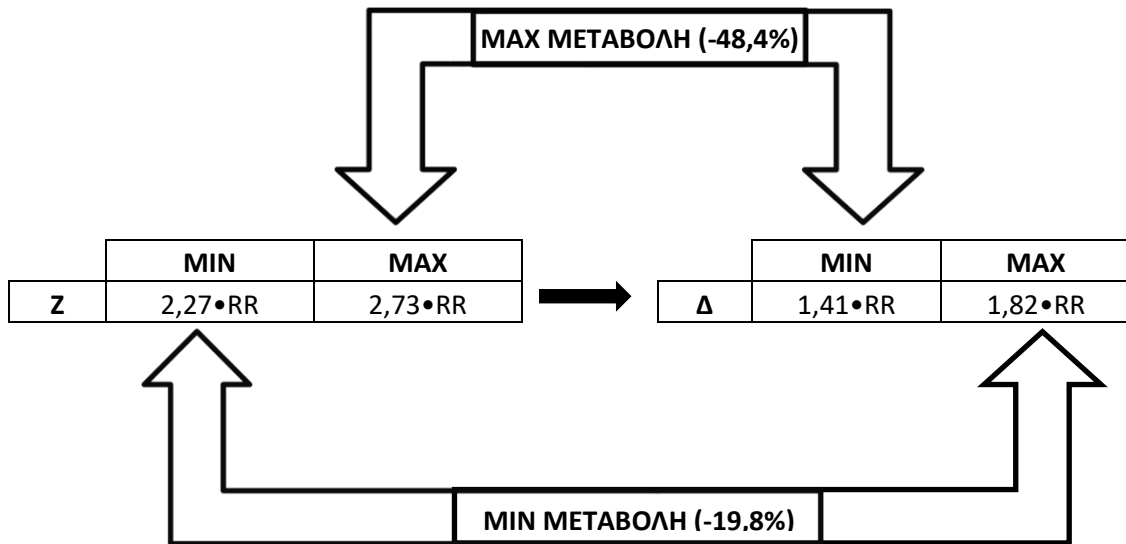 MAX ΜΕΤΑΒΟΛΗ (-48,4%)
MIN MAX
Z 2,27•RR 2,73•RR
MIN MAX
Δ 1,41•RR 1,82•RR
MIN ΜΕΤΑΒΟΛΗ (-19,8%)